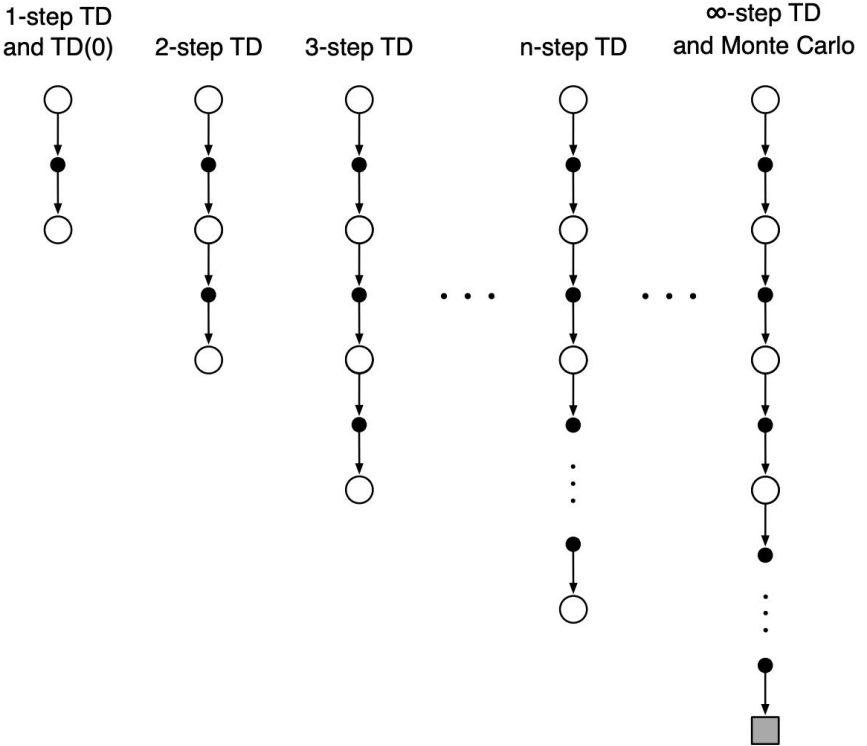 1-step TD
and TD(0)
2-step TD
3-step TD
n-step TD
∞-step TD
and Monte Carlo